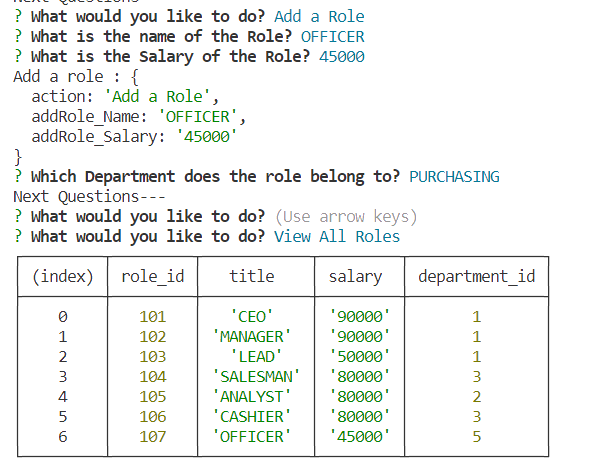 ? What would you like to do? Add a Role
? What is the name of the Role? OFFICER
? What is the Salary of the Role? 45000
Add a role : {
  action: 'Add a Role',
  addRole_Name: 'OFFICER',
  addRole_Salary: '45000'
}
? Which Department does the role belong to? PURCHASING
Next Questions---
? What would you like to do? (Use arrow keys)
? What would you like to do? View All Roles
(index) role_id title salary department_id
0 101 'CEO' '90000' 1
1 102 'MANAGER' '90000' 1
2 103 'LEAD' '50000' 1
3 104 'SALESMAN' '80000' 3
4 105 'ANALYST' '80000' 2
5 106 'CASHIER' '80000' 3
6 107 'OFFICER' '45000' 5